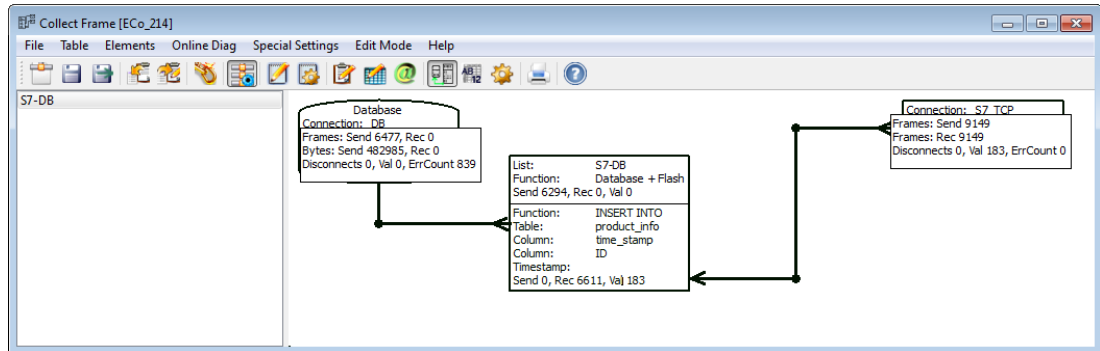 Collect Frame [ECo_214]
File Table Elements Online Diag Special Settings Edit Mode Help
S7-DB
Database
Connection: DB
Frames: Send 6477, Rec 0
Bytes: Send 482985, Rec 0
Disconnects 0, Val 0, ErrCount 839
List: S7-DB
Function: Database + Flash
Send 6294, Rec 0, Val 0
Function: INSERT INTO
Table: product_info
Column: time_stamp
Column: ID
Timestamp:
Send 0, Rec 6611, Val 183
Connection: S7_TCP
Frames: Send 9149
Frames: Rec 9149
Disconnects 0, Val 183, ErrCount 0